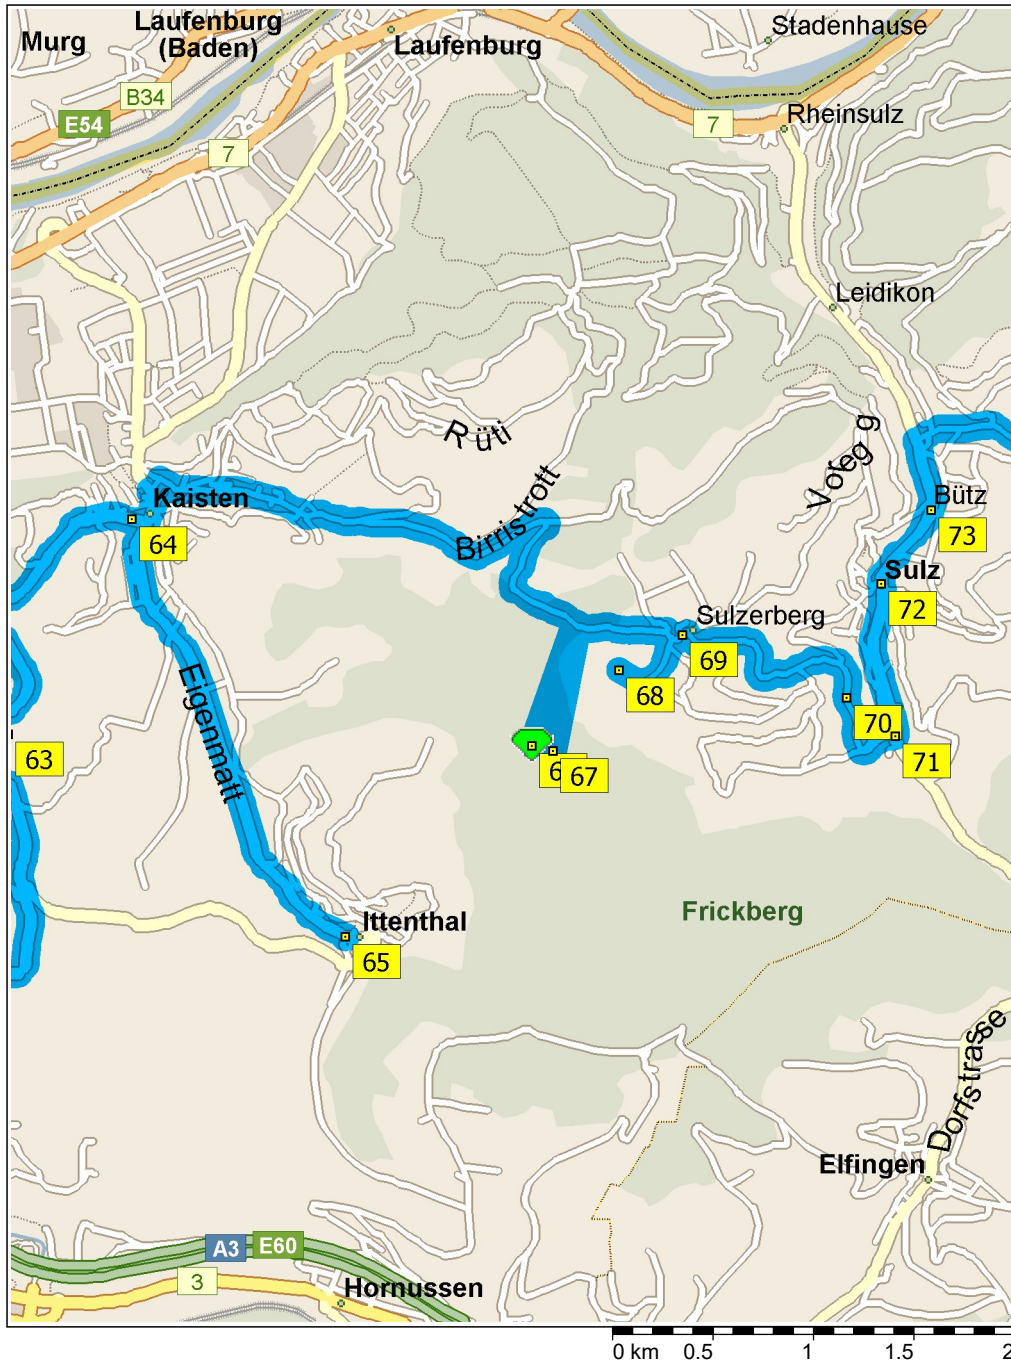 Murg
Laufenburg
(Baden)
Laufenburg
Stadenhause
B34
E54
7
7
Rheinsulz
Leidikon
Rüti
Voregg
Birristrott
Kaisten
64
Bütz
73
Sulz
72
Sulzerberg
69
68
70
71
Eigenmatt
63
67
Ittenthal
65
Frickberg
Dorfstrasse
Elfingen
A3
E60
3
Hornussen
0 km 0.5 1 1.5 2